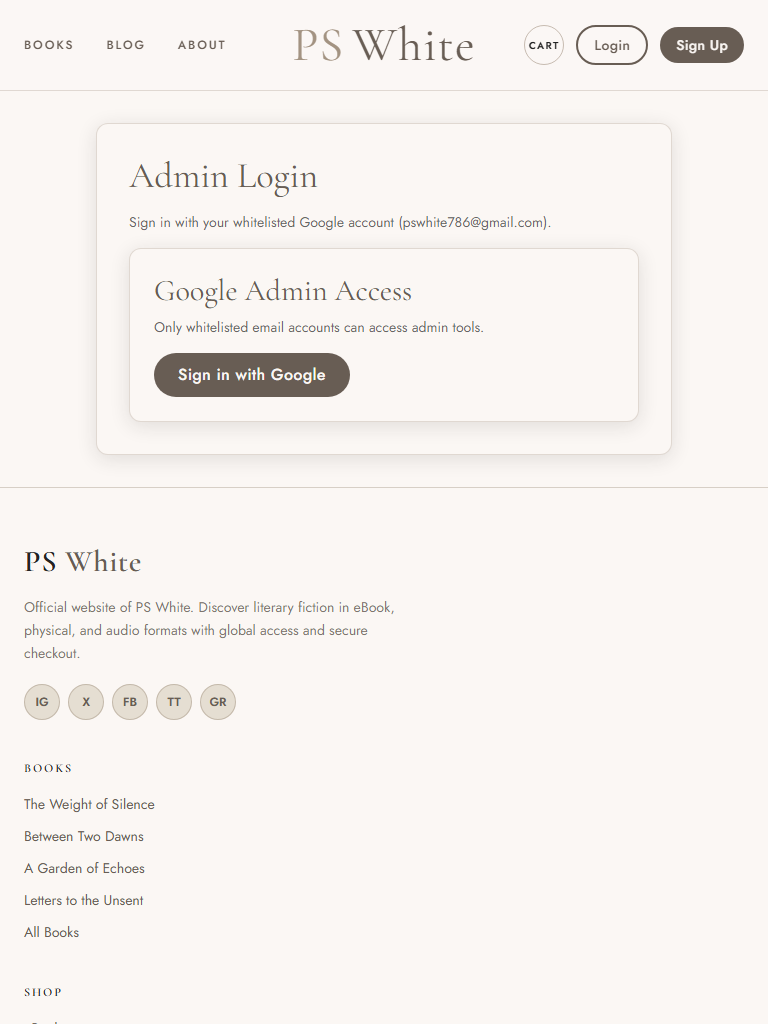 BOOKS BLOG ABOUT PS White CART Login Sign Up
Admin Login
Sign in with your whitelisted Google account (pswhite786@gmail.com).
Google Admin Access
Only whitelisted email accounts can access admin tools.
Sign in with Google
PS White
Official website of PS White. Discover literary fiction in eBook,
physical, and audio formats with global access and secure
checkout.
IG X FB TT GR
BOOKS
The Weight of Silence
Between Two Dawns
A Garden of Echoes
Letters to the Unsent
All Books
SHOP